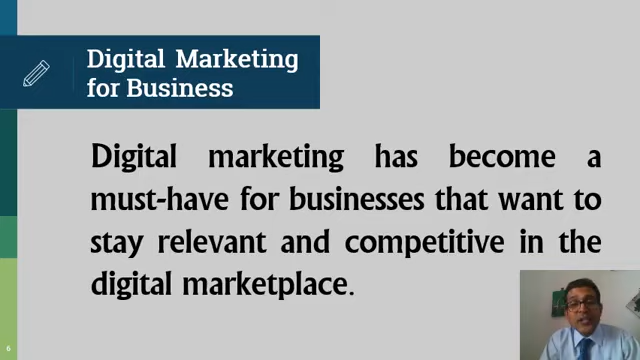 Digital Marketing
for Business
Digital marketing has become a
must-have for businesses that want to
stay relevant and competitive in the
digital marketplace.
6